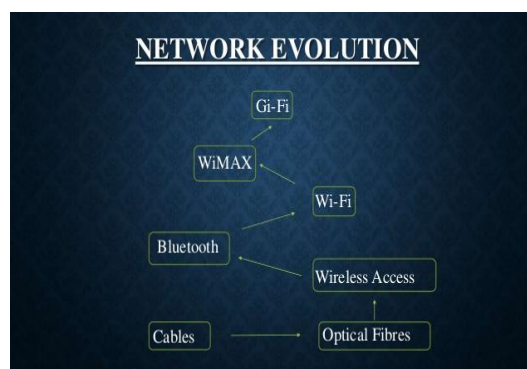 NETWORK EVOLUTION
Gi-Fi
WiMAX
Wi-Fi
Bluetooth
Wireless Access
Cables
Optical Fibres